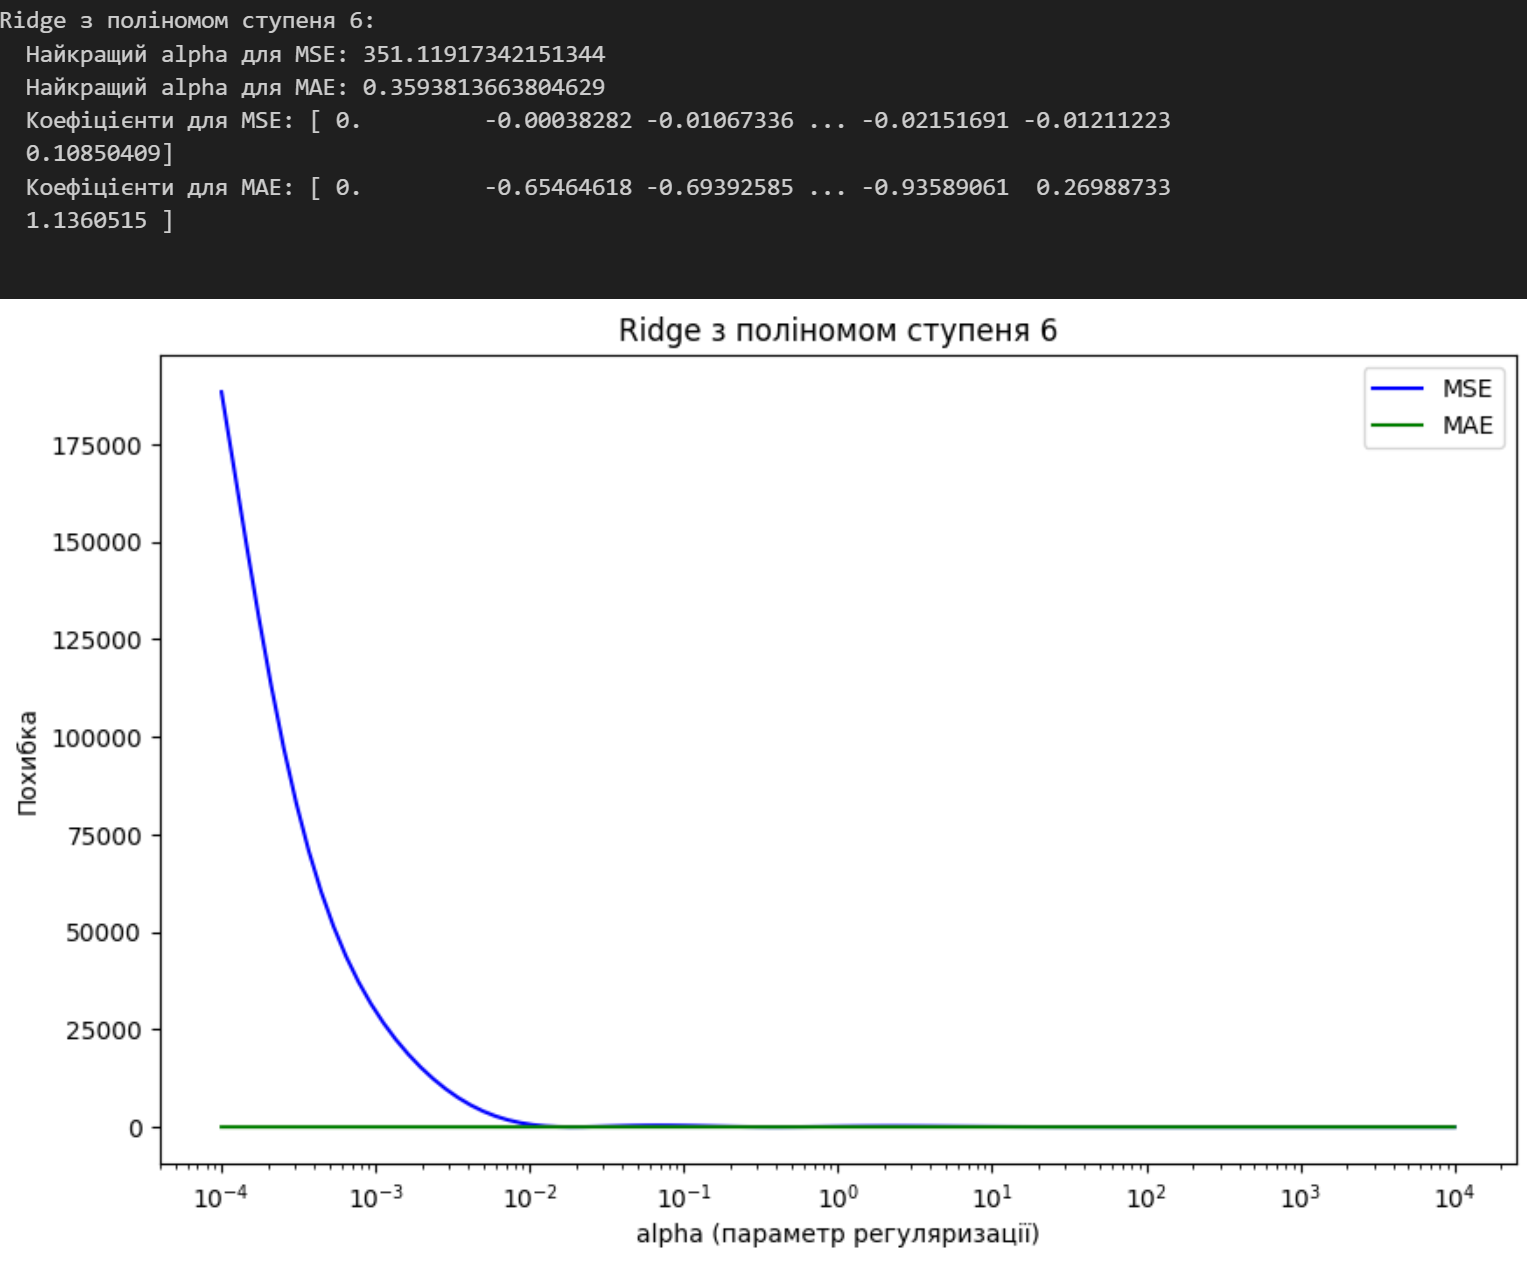 Ridge з поліномом ступеня 6:
Найкращий alpha для MSE: 351.11917342151344
Найкращий alpha для MAE: 0.3593813663804629
Коефіцієнти для MSE: [ 0. -0.00038282 -0.01067336 ... -0.02151691 -0.01211223
0.10850409]
Коефіцієнти для MAE: [ 0. -0.65464618 -0.69392585 ... -0.93589061 0.26988733
1.1360515 ]
Ridge з поліномом ступеня 6
MSE
MAE
175000
150000
125000
100000
75000
50000
25000
0
Похибка
10⁻⁴ 10⁻³ 10⁻² 10⁻¹ 10⁰ 10¹ 10² 10³ 10⁴
alpha (параметр регуляризації)